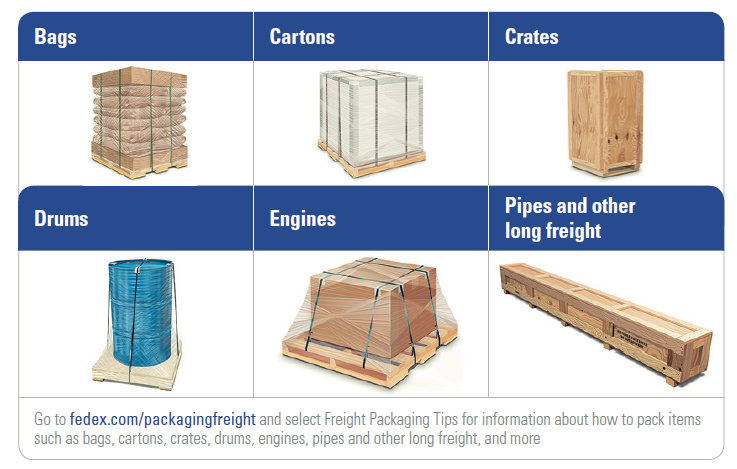 Bags
Cartons
Crates
Drums
Engines
Pipes and other
long freight
Go to fedex.com/packagingfreight and select Freight Packaging Tips for information about how to pack items
such as bags, cartons, crates, drums, engines, pipes and other long freight, and more